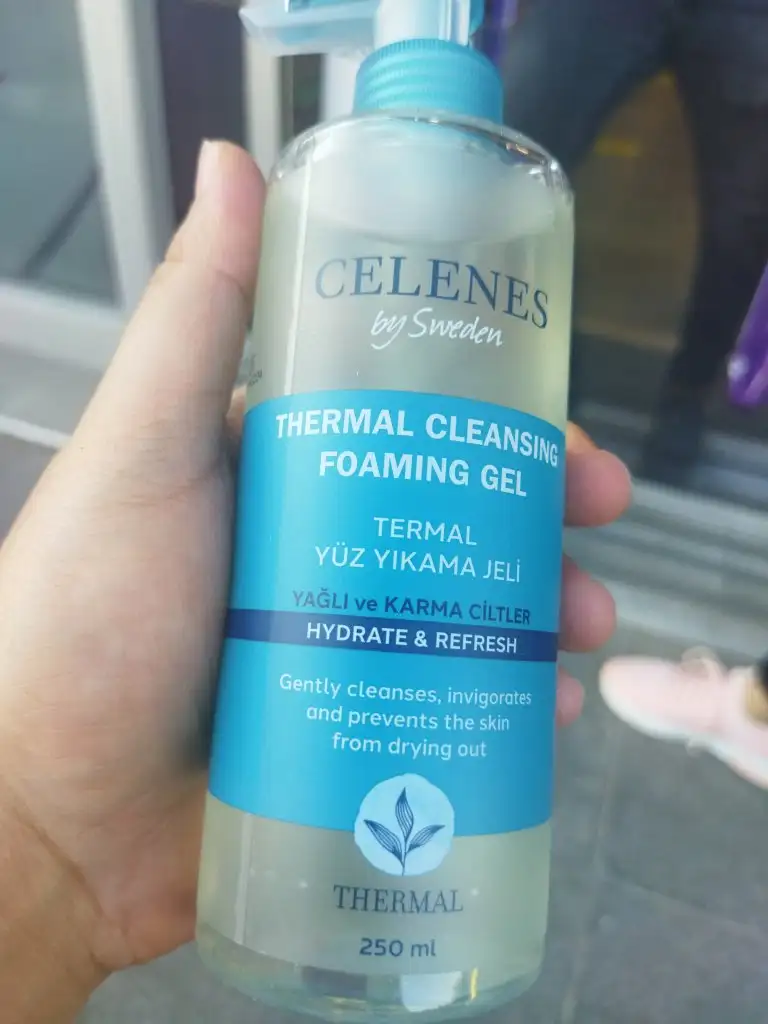 CELENES
by Sweden
THERMAL CLEANSING
FOAMING GEL
TERMAL
YÜZ YIKAMA JELİ
YAĞLI ve KARMA CİLTLER
HYDRATE & REFRESH
Gently cleanses, invigorates
and prevents the skin
from drying out
THERMAL
250 ml